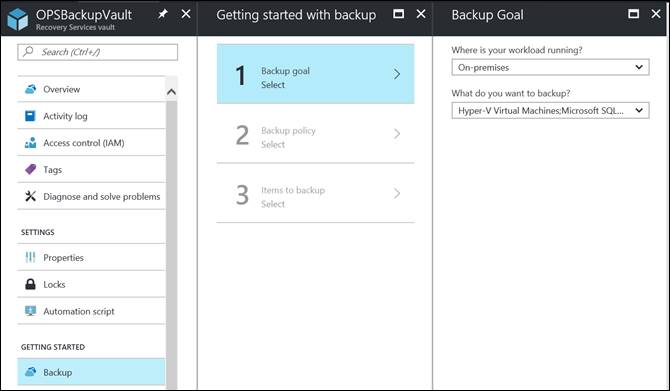 OPSBackupVault
Recovery Services vault
Search (Ctrl+/)
Overview
Activity log
Access control (IAM)
Tags
Diagnose and solve problems
SETTINGS
Properties
Locks
Automation script
GETTING STARTED
Backup
Getting started with backup
1
Backup goal
Select
2
Backup policy
Select
3
Items to backup
Select
Backup Goal
Where is your workload running?
On-premises
What do you want to backup?
Hyper-V Virtual Machines;Microsoft SQL...